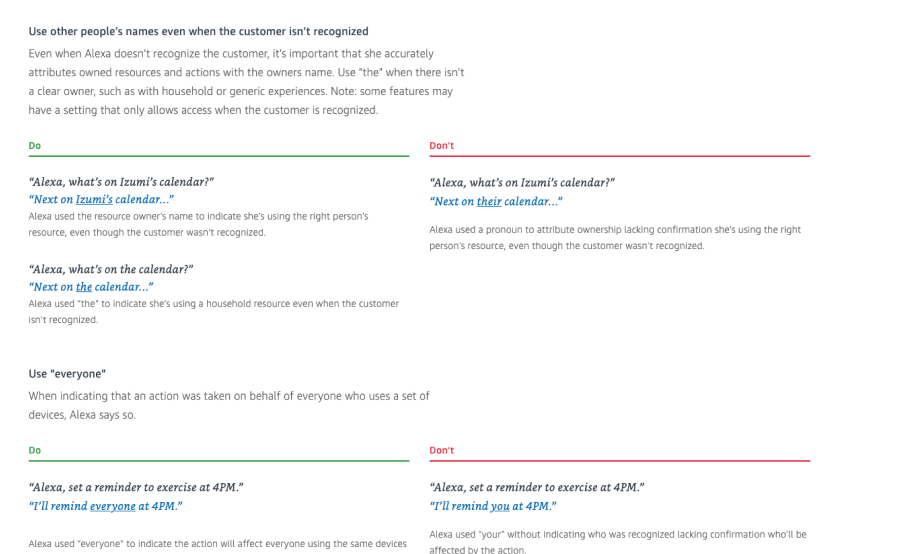 Use other people's names even when the customer isn't recognized
Even when Alexa doesn't recognize the customer, it's important that she accurately
attributes owned resources and actions with the owners name. Use "the" when there isn't
a clear owner, such as with household or generic experiences. Note: some features may
have a setting that only allows access when the customer is recognized.
Do
“Alexa, what's on Izumi's calendar?”
“Next on Izumi's calendar...”
Alexa used the resource owner's name to indicate she's using the right person's
resource, even though the customer wasn't recognized.
“Alexa, what's on the calendar?”
“Next on the calendar...”
Alexa used "the" to indicate she's using a household resource even when the customer
isn't recognized.
Don't
“Alexa, what's on Izumi's calendar?”
“Next on their calendar...”
Alexa used a pronoun to attribute ownership lacking confirmation she's using the right
person's resource, even though the customer wasn't recognized.
Use “everyone”
When indicating that an action was taken on behalf of everyone who uses a set of
devices, Alexa says so.
Do
“Alexa, set a reminder to exercise at 4PM.”
“I'll remind everyone at 4PM.”
Alexa used "everyone" to indicate the action will affect everyone using the same devices
Don't
“Alexa, set a reminder to exercise at 4PM.”
“I'll remind you at 4PM.”
Alexa used "your" without indicating who was recognized lacking confirmation who'll be
affected by the action.